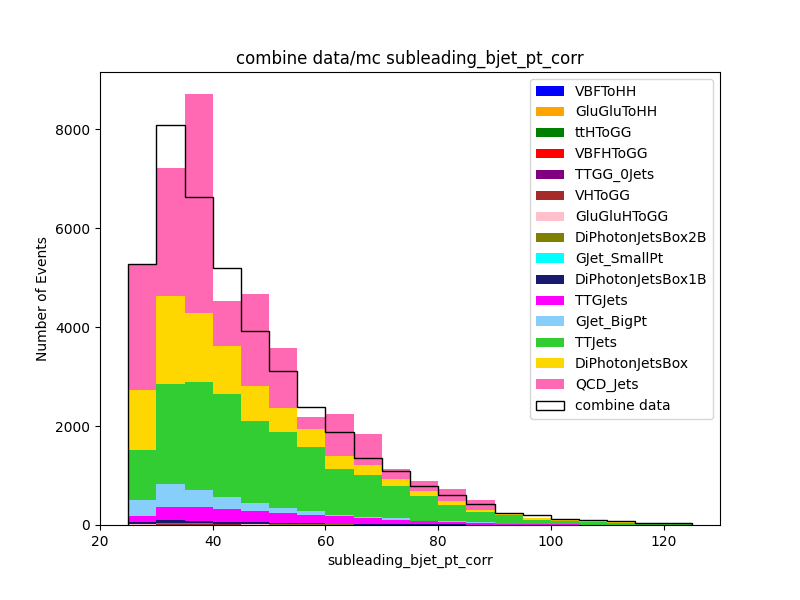 combine data/mc subleading_bjet_pt_corr
Number of Events
8000
6000
4000
2000
0
20
40
60
80
100
120
subleading_bjet_pt_corr
VBFToHH
GluGluToHH
ttHToGG
VBFHToGG
TTGG_0Jets
VHToGG
GluGluHToGG
DiPhotonJetsBox2B
GJet_SmallPt
DiPhotonJetsBox1B
TTGJets
GJet_BigPt
TTJets
DiPhotonJetsBox
QCD_Jets
combine data